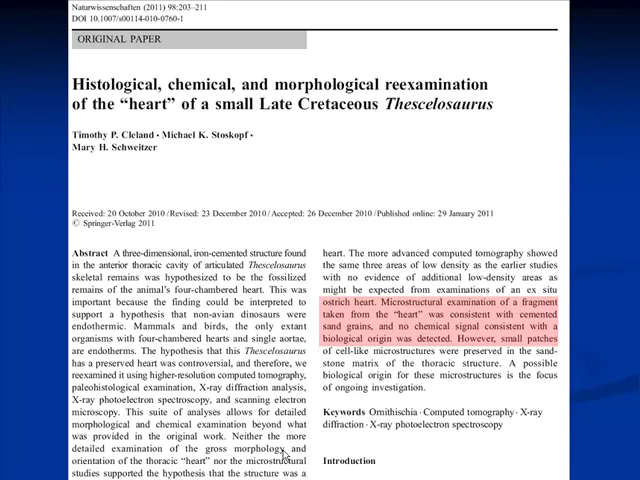 Naturwissenschaften (2011) 98:203–211
DOI 10.1007/s00114-010-0760-1
ORIGINAL PAPER
Histological, chemical, and morphological reexamination
of the “heart” of a small Late Cretaceous Thescelosaurus
Timothy P. Cleland · Michael K. Stoskopf ·
Mary H. Schweitzer
Received: 20 October 2010 / Revised: 23 December 2010 / Accepted: 26 December 2010 / Published online: 29 January 2011
© Springer-Verlag 2011
Abstract A three-dimensional, iron-cemented structure found
in the anterior thoracic cavity of articulated Thescelosaurus
skeletal remains was hypothesized to be the fossilized
remains of the animal’s four-chambered heart. This was
important because the finding could be interpreted to
support a hypothesis that non-avian dinosaurs were
endothermic. Mammals and birds, the only extant
organisms with four-chambered hearts and single aortae,
are endotherms. The hypothesis that this Thescelosaurus
has a preserved heart was controversial, and therefore, we
reexamined it using higher-resolution computed tomography,
paleohistological examination, X-ray diffraction analysis,
X-ray photoelectron spectroscopy, and scanning electron
microscopy. This suite of analyses allows for detailed
morphological and chemical examination beyond what
was provided in the original work. Neither the more
detailed examination of the gross morphology and
orientation of the thoracic “heart” nor the microstructural
studies supported the hypothesis that the structure was a
heart. The more advanced computed tomography showed
the same three areas of low density as the earlier studies
with no evidence of additional low-density areas as
might be expected from examinations of an ex situ
ostrich heart. Microstructural examination of a fragment
taken from the “heart” was consistent with cemented
sand grains, and no chemical signal consistent with a
biological origin was detected. However, small patches
of cell-like microstructures were preserved in the sand-
stone matrix of the thoracic structure. A possible
biological origin for these microstructures is the focus
of ongoing investigation.
Keywords Ornithischia · Computed tomography · X-ray
diffraction · X-ray photoelectron spectroscopy
Introduction